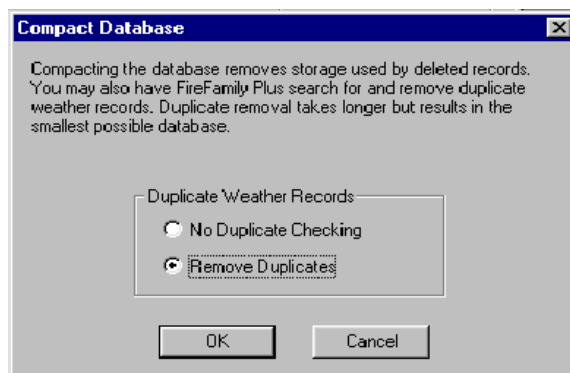 Compact Database
Compacting the database removes storage used by deleted records.
You may also have FireFamily Plus search for and remove duplicate
weather records. Duplicate removal takes longer but results in the
smallest possible database.
Duplicate Weather Records
No Duplicate Checking
Remove Duplicates
OK Cancel